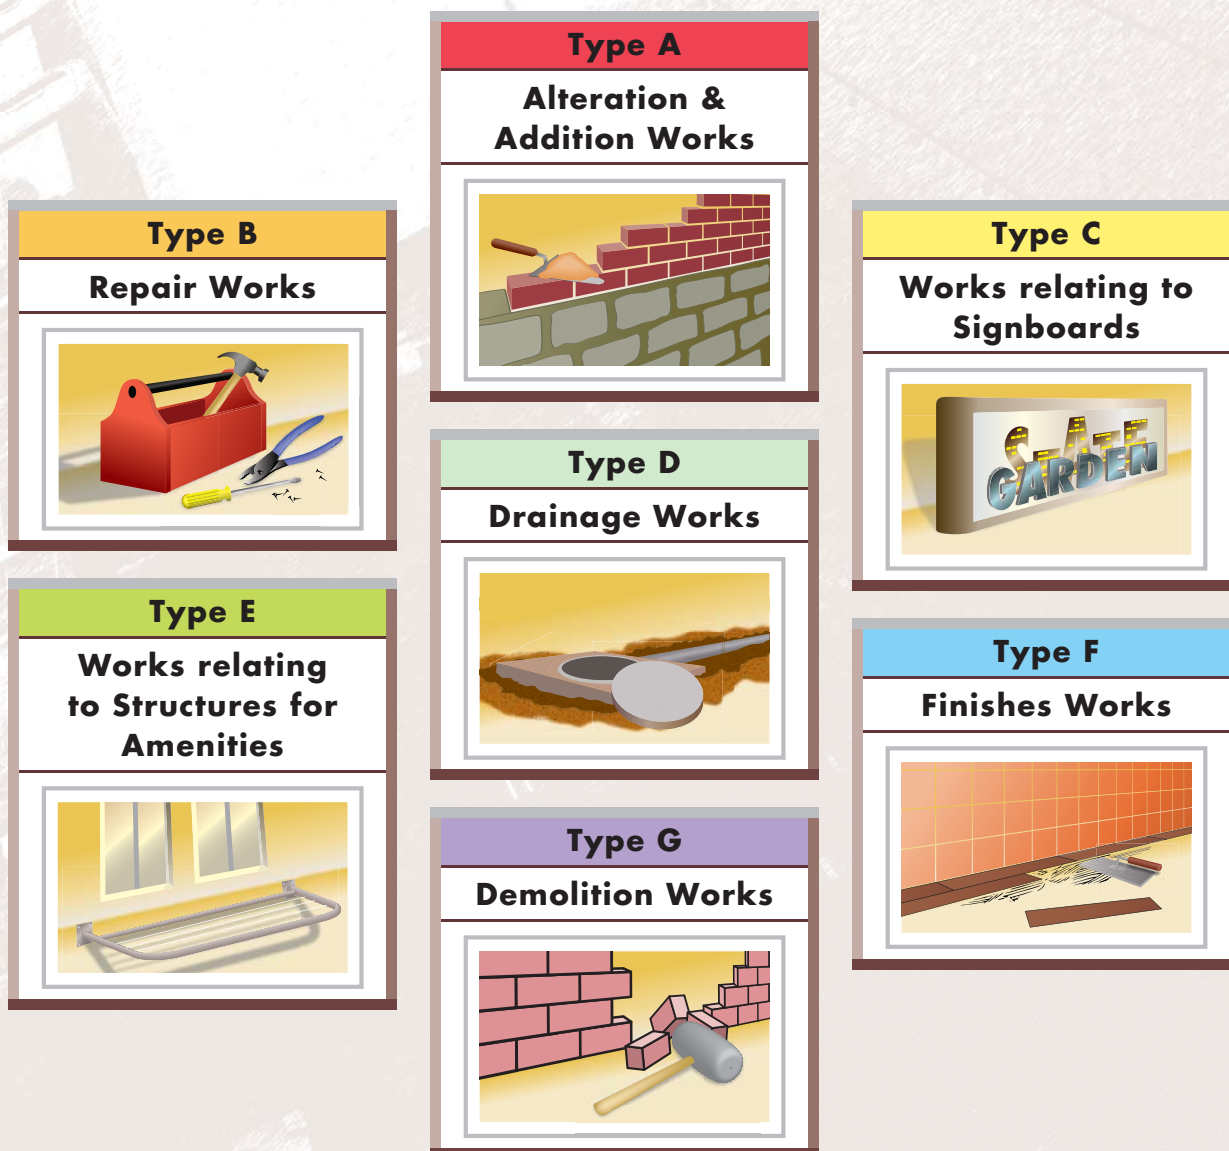 Type A
Alteration &
Addition Works
Type B
Repair Works
Type C
Works relating to
Signboards
STATE
GARDEN
Type D
Drainage Works
Type E
Works relating
to Structures for
Amenities
Type F
Finishes Works
Type G
Demolition Works